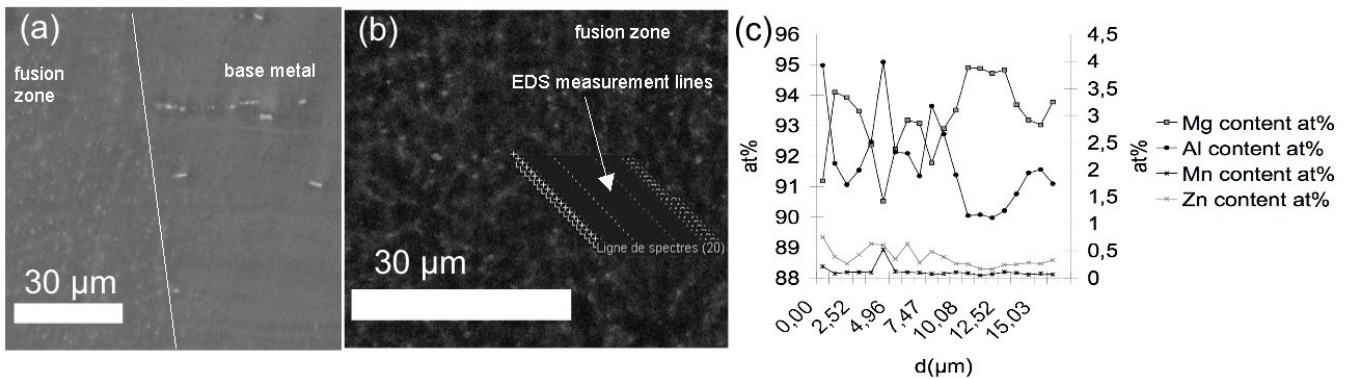 (a)
fusion
zone
base metal
30 µm
(b)
fusion zone
EDS measurement lines
Ligne de spectres (20)
30 µm
(c)
96
95
94
93
92
91
90
89
88
at%
4,5
4
3,5
3
2,5
2
1,5
1
0,5
0
at%
0,00
2,52
4,96
7,47
10,08
12,52
15,03
d(µm)
Mg content at%
Al content at%
Mn content at%
Zn content at%